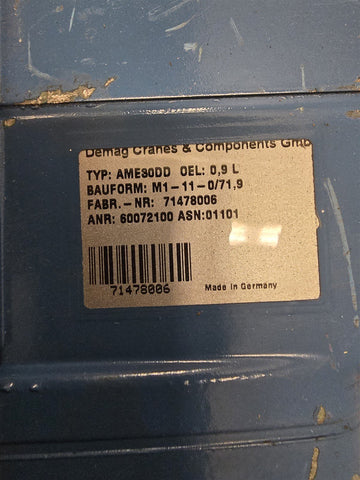 Demag Cranes & Components Gmb
TYP: AME30DD OEL: 0,9 L
BAUFORM: M1-11-0/71,9
FABR.-NR: 71478006
ANR: 60072100 ASN:01101
71478006
Made in Germany